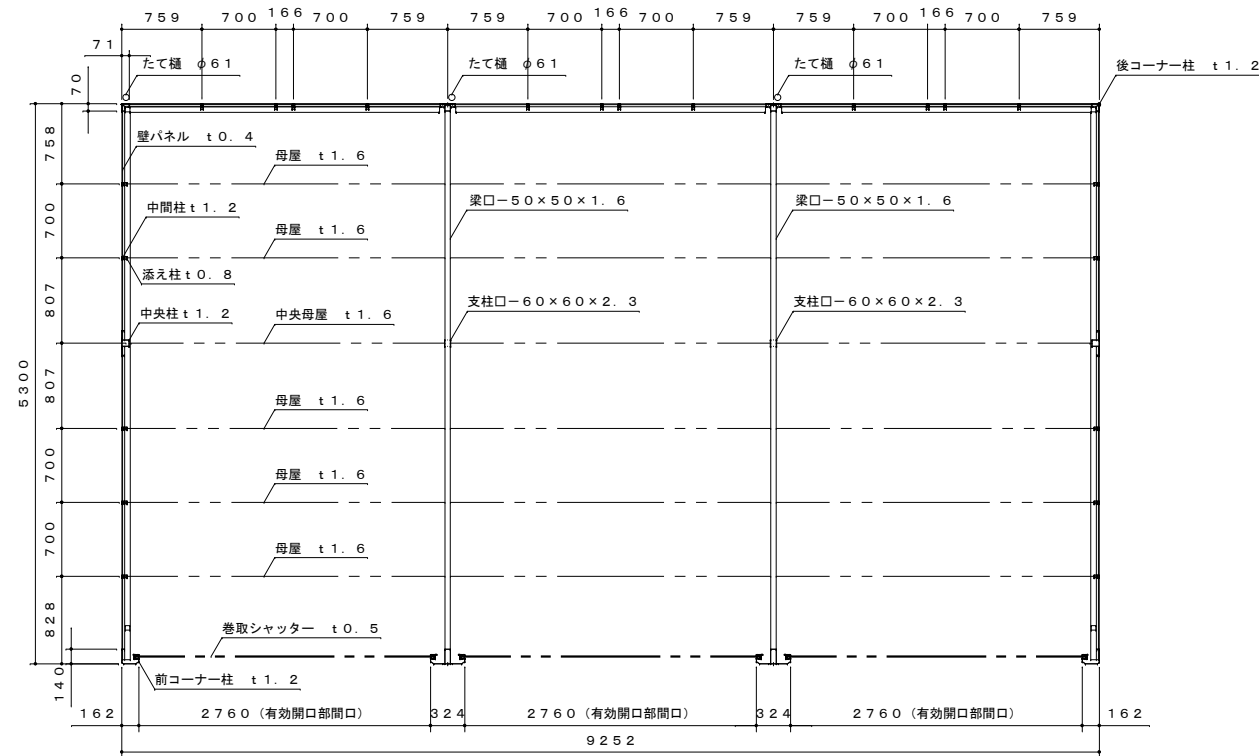 759 700 166 700 759 759 700 166 700 759 759 700 166 700 759
71
70
たて樋 φ61
たて樋 φ61
たて樋 φ61
後コーナー柱 t1.2
壁パネル t0.4
母屋 t1.6
中間柱t1.2
梁口-50×50×1.6
梁口-50×50×1.6
母屋 t1.6
添え柱t0.8
中央柱t1.2
中央母屋 t1.6
支柱口-60×60×2.3
支柱口-60×60×2.3
母屋 t1.6
母屋 t1.6
母屋 t1.6
巻取シャッター t0.5
前コーナー柱 t1.2
758
700
807
807
700
700
828
140
5300
162 2760(有効開口部間口) 324 2760(有効開口部間口) 324 2760(有効開口部間口) 162
9252